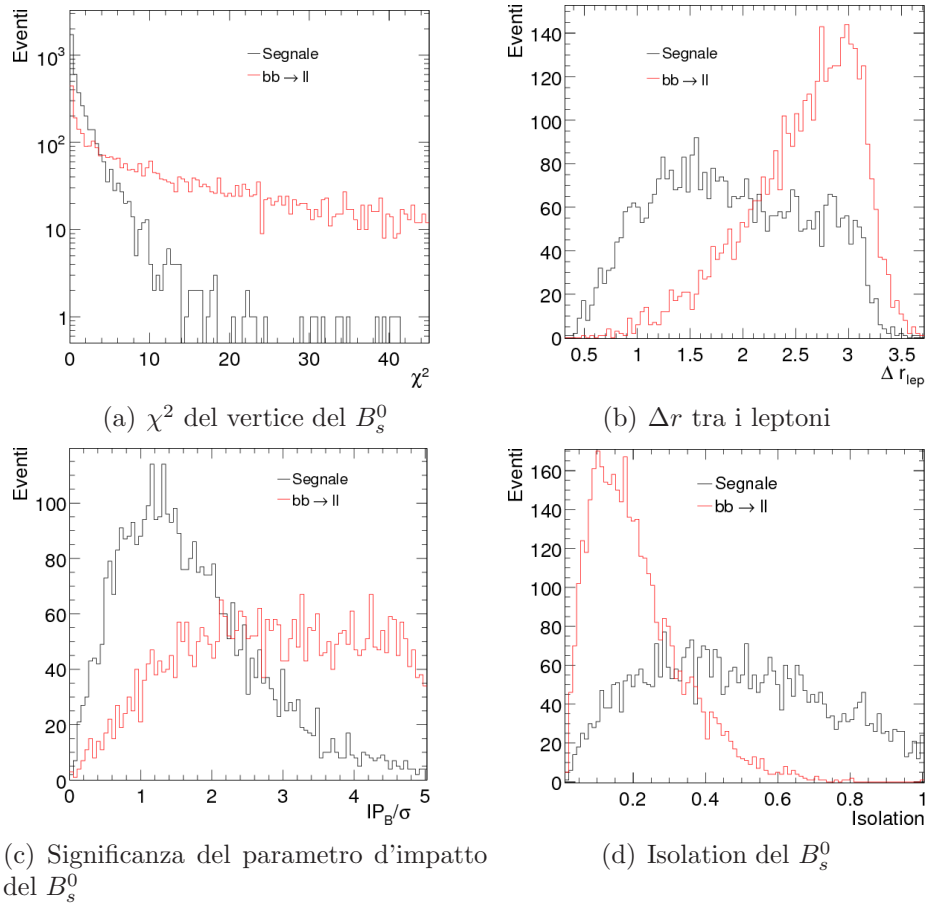 Eventi
10³
10²
10
1
Segnale
bb → ll
0 10 20 30 40
χ²
(a) χ² del vertice del B⁰ₛ
Eventi
140
120
100
80
60
40
20
0
Segnale
bb → ll
0.5 1 1.5 2 2.5 3 3.5
Δ r_lep
(b) Δr tra i leptoni
Eventi
100
80
60
40
20
0
Segnale
bb → ll
0 1 2 3 4 5
IP_B/σ
(c) Significanza del parametro d'impatto
del B⁰ₛ
Eventi
160
140
120
100
80
60
40
20
0
Segnale
bb → ll
0.2 0.4 0.6 0.8 1
Isolation
(d) Isolation del B⁰ₛ